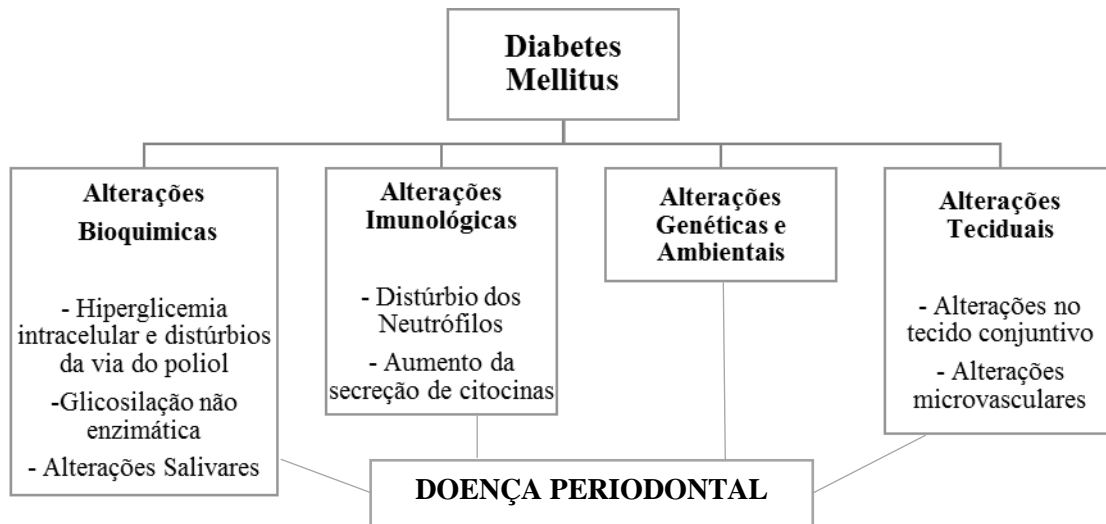 Diabetes
Mellitus
Alterações
Bioquimicas
- Hiperglicemia
intracelular e distúrbios
da via do poliol
-Glicosilação não
enzimática
- Alterações Salivares
Alterações
Imunológicas
- Distúrbio dos
Neutrófilos
- Aumento da
secreção de citocinas
Alterações
Genéticas e
Ambientais
Alterações
Teciduais
- Alterações no
tecido conjuntivo
- Alterações
microvasculares
DOENÇA PERIODONTAL